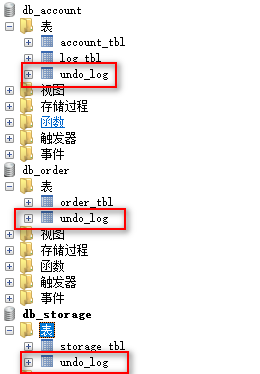 db_account
表
account_tbl
log_tbl
undo_log
视图
存储过程
函数
触发器
事件
db_order
表
order_tbl
undo_log
视图
存储过程
函数
触发器
事件
db_storage
表
storage_tbl
undo_log